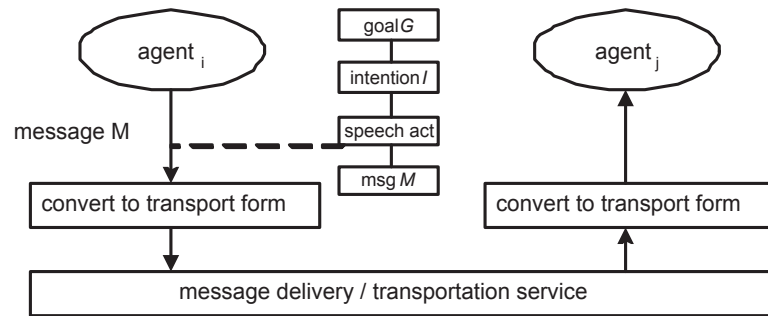 goal G
agent i
intention I
agent j
message M
speech act
msg M
convert to transport form
convert to transport form
message delivery / transportation service